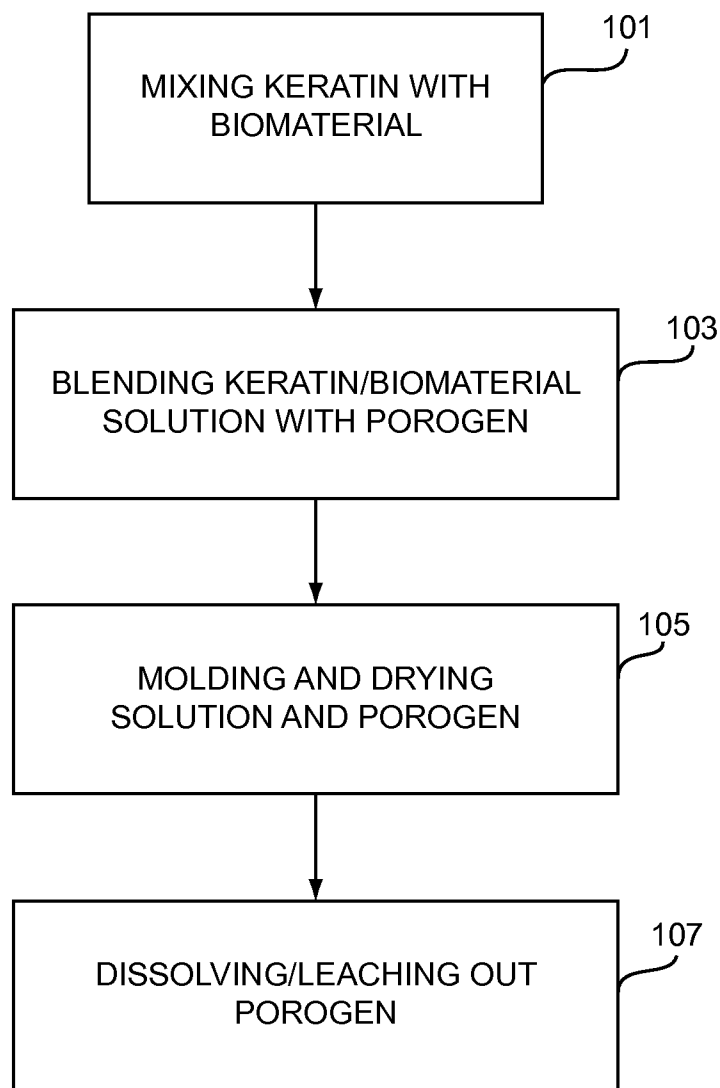 101
MIXING KERATIN WITH
BIOMATERIAL
103
BLENDING KERATIN/BIOMATERIAL
SOLUTION WITH POROGEN
105
MOLDING AND DRYING
SOLUTION AND POROGEN
107
DISSOLVING/LEACHING OUT
POROGEN